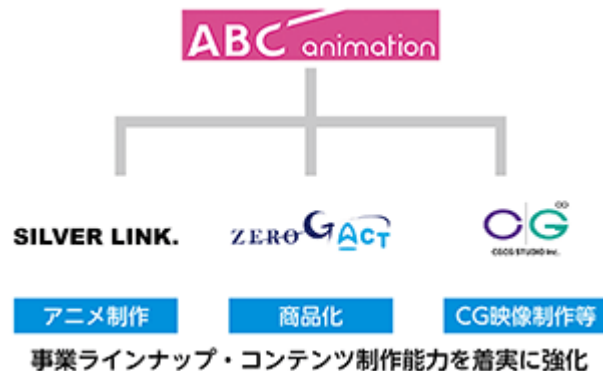 ABC animation
SILVER LINK.
ZERO G ACT
CG
CGCG STUDIO Inc.
アニメ制作
商品化
CG映像制作等
事業ラインナップ・コンテンツ制作能力を着実に強化